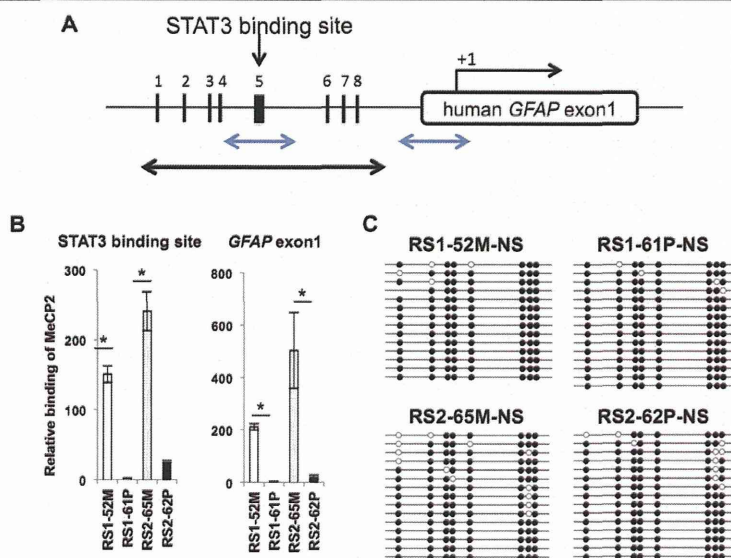 A
STAT3 binding site
+1
1 2 3 4 5 6 7 8
human GFAP exon1
B
STAT3 binding site
GFAP exon1
Relative binding of MeCP2
300
200
100
0
*
*
RS1-52M
RS1-61P
RS2-65M
RS2-62P
800
600
400
200
0
*
*
RS1-52M
RS1-61P
RS2-65M
RS2-62P
C
RS1-52M-NS
RS1-61P-NS
RS2-65M-NS
RS2-62P-NS